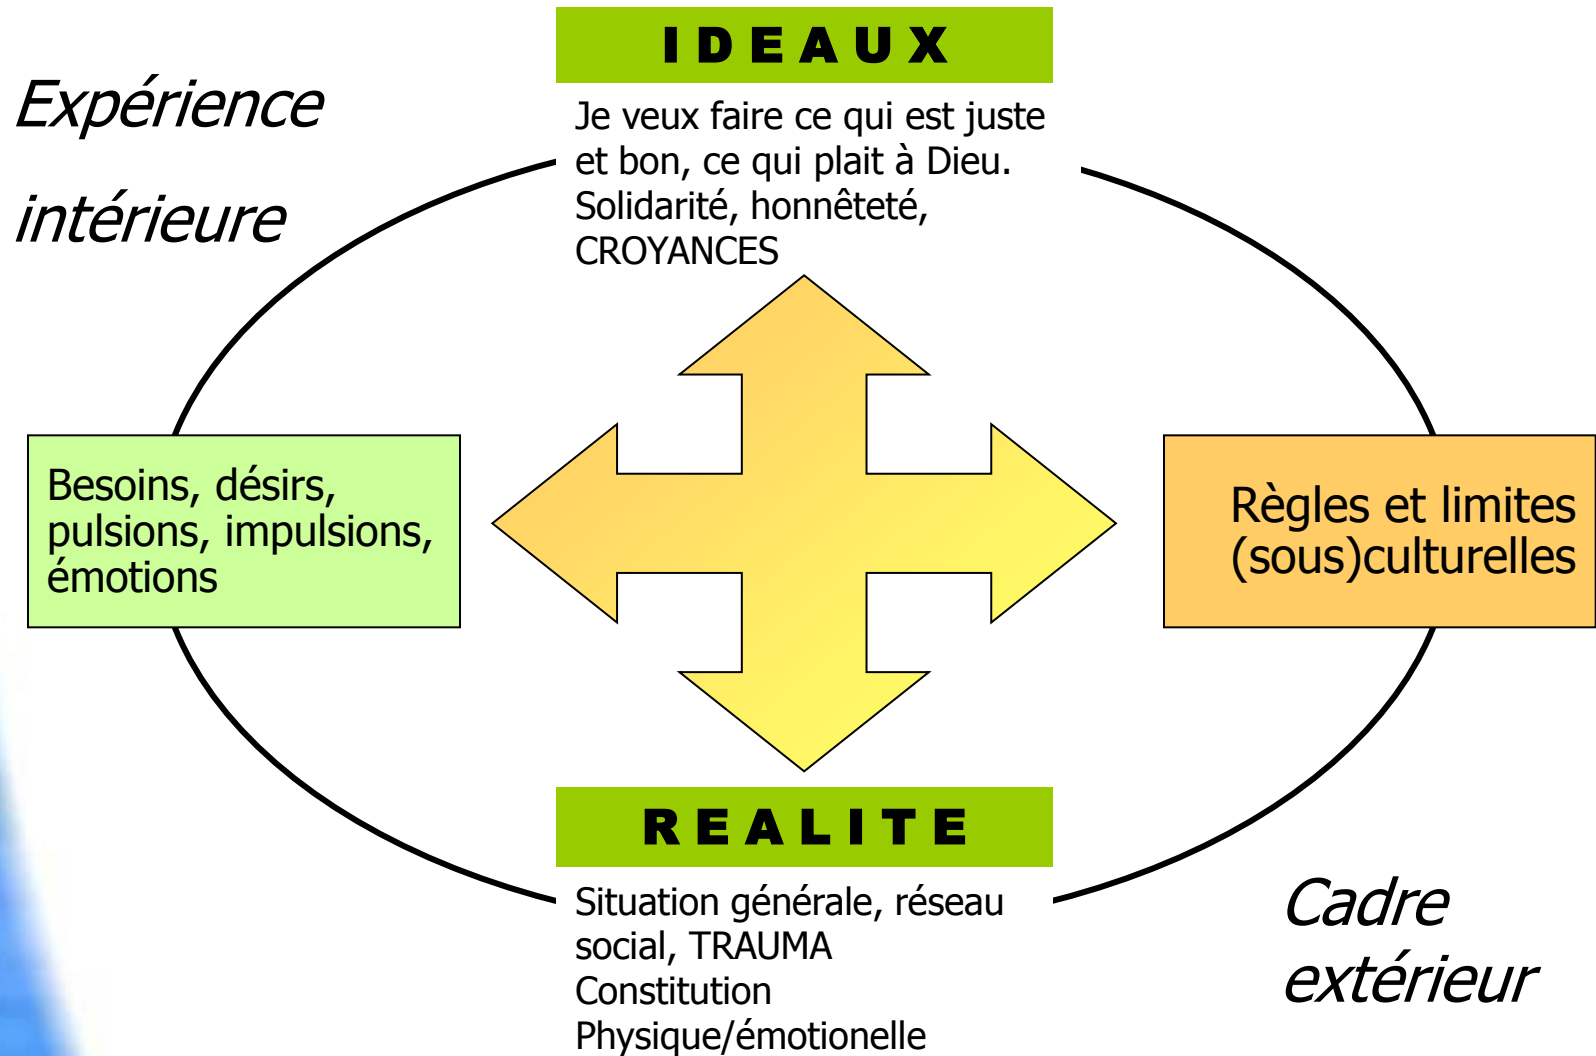 Expérience
intérieure
I D E A U X
Je veux faire ce qui est juste
et bon, ce qui plait à Dieu.
Solidarité, honnêteté,
CROYANCES
Besoins, désirs,
pulsions, impulsions,
émotions
Règles et limites
(sous)culturelles
R E A L I T E
Situation générale, réseau
social, TRAUMA
Constitution
Physique/émotionelle
Cadre
extérieur